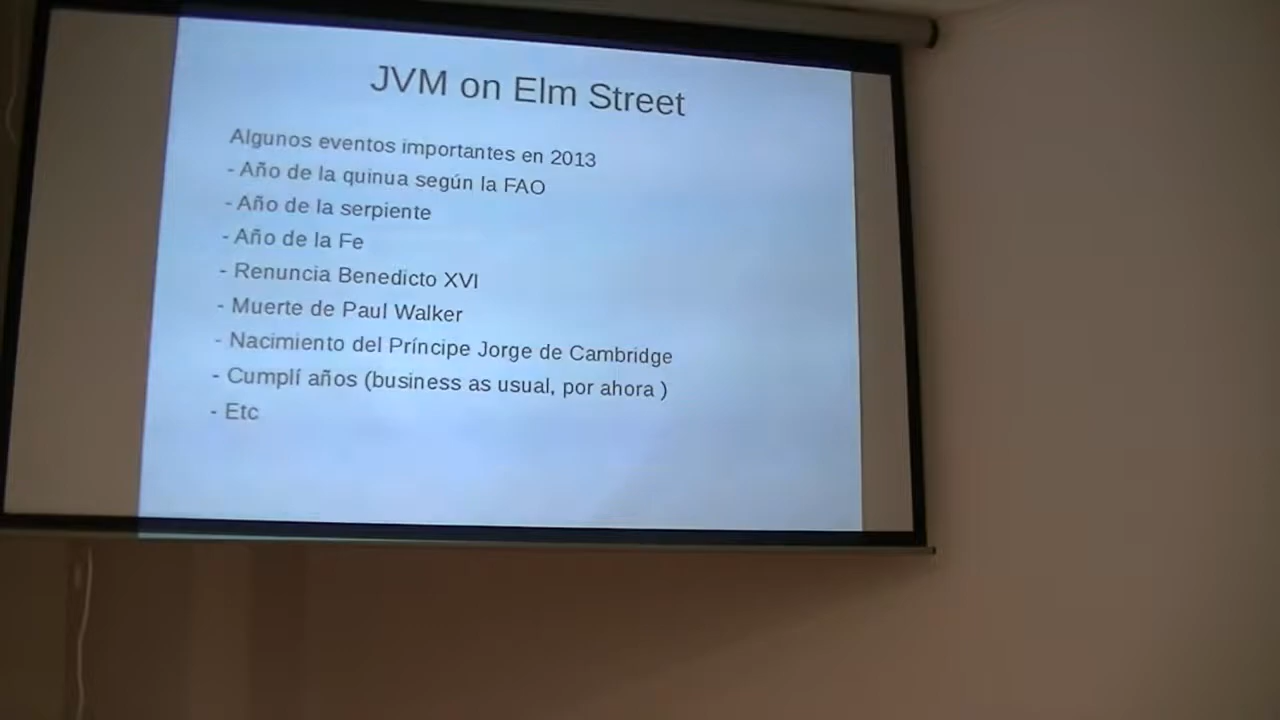 JVM on Elm Street
Algunos eventos importantes en 2013
- Año de la quinua según la FAO
- Año de la serpiente
- Año de la Fe
- Renuncia Benedicto XVI
- Muerte de Paul Walker
- Nacimiento del Príncipe Jorge de Cambridge
- Cumplí años (business as usual, por ahora )
- Etc